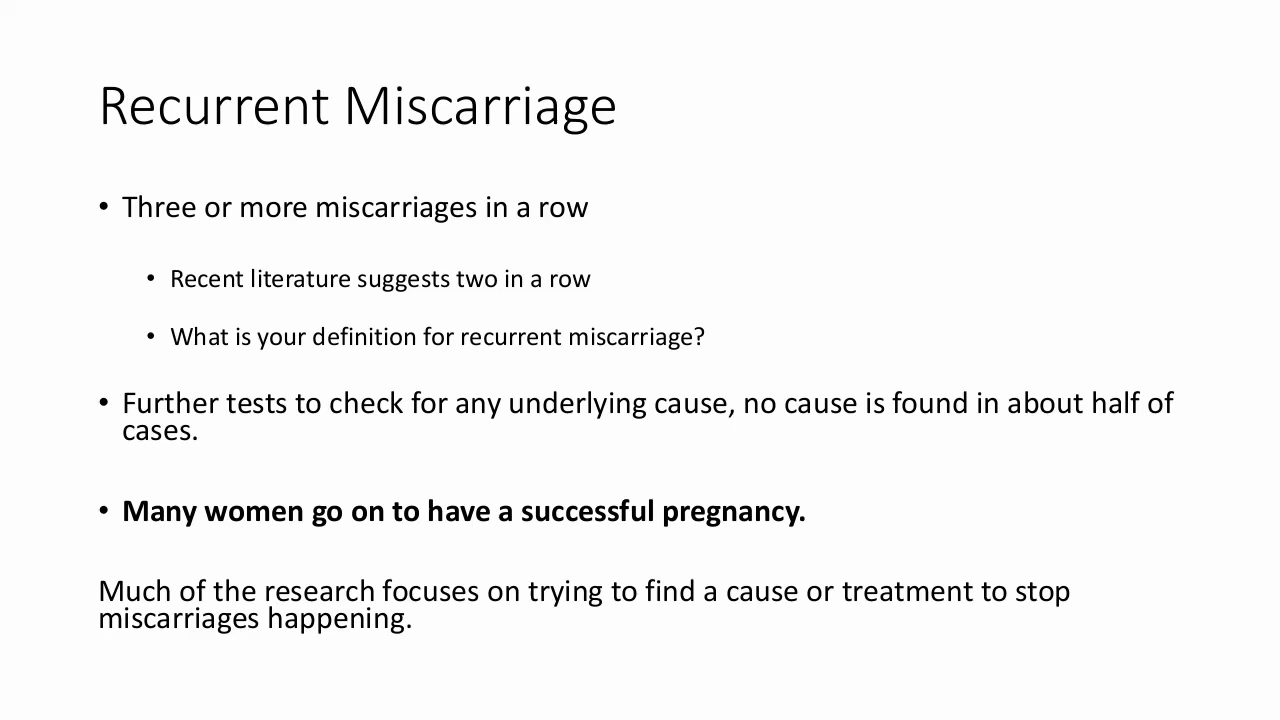 Recurrent Miscarriage
• Three or more miscarriages in a row
• Recent literature suggests two in a row
• What is your definition for recurrent miscarriage?
• Further tests to check for any underlying cause, no cause is found in about half of
cases.
• Many women go on to have a successful pregnancy.
Much of the research focuses on trying to find a cause or treatment to stop
miscarriages happening.